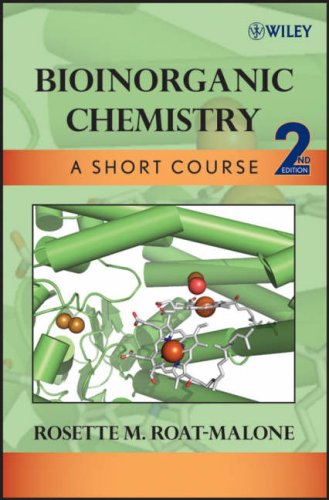 WILEY
BIOINORGANIC
CHEMISTRY
A SHORT COURSE
2ND
EDITION
ROSETTE M. ROAT-MALONE